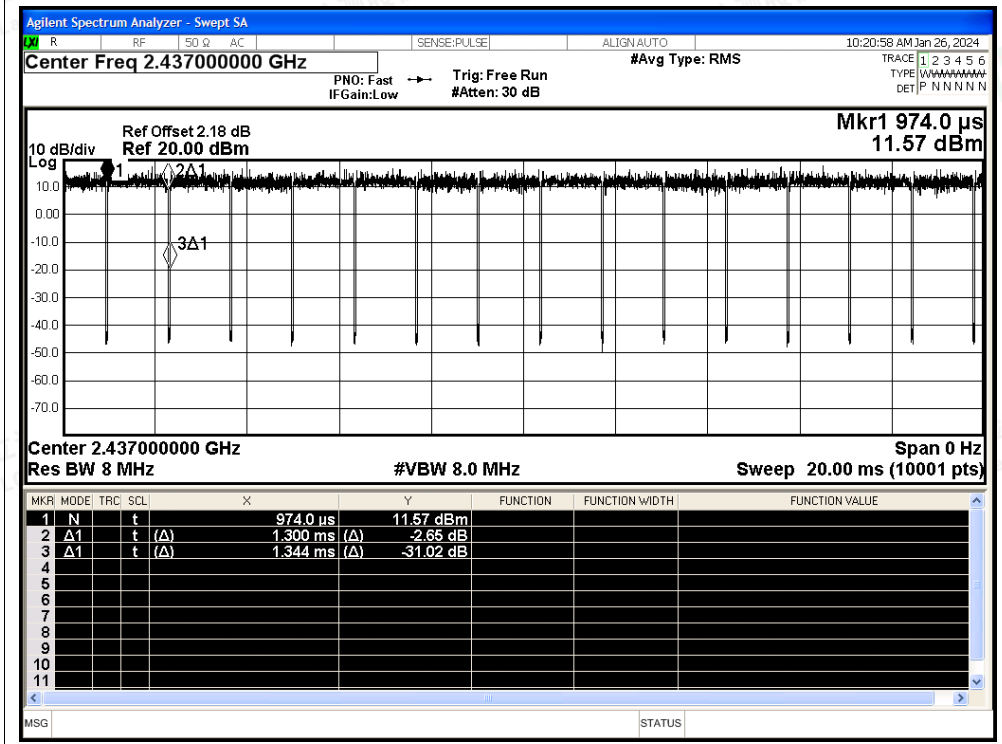 Agilent Spectrum Analyzer - Swept SA
LXI R RF 50 Ω AC SENSE:PULSE ALIGN AUTO 10:20:58 AM Jan 26, 2024
Center Freq 2.437000000 GHz #Avg Type: RMS TRACE 1 2 3 4 5 6
PNO: Fast Trig: Free Run TYPE WWWWWW
IFGain:Low #Atten: 30 dB DET P N N N N N
Mkr1 974.0 µs
Ref Offset 2.18 dB
10 dB/div Ref 20.00 dBm 11.57 dBm
Log
1 2Δ1
10.0
0.00
-10.0 3Δ1
-20.0
-30.0
-40.0
-50.0
-60.0
-70.0
Center 2.437000000 GHz Span 0 Hz
Res BW 8 MHz #VBW 8.0 MHz Sweep 20.00 ms (10001 pts)
MKR MODE TRC SCL X Y FUNCTION FUNCTION WIDTH FUNCTION VALUE
1 N t 974.0 µs 11.57 dBm
2 Δ1 t (Δ) 1.300 ms (Δ) -2.65 dB
3 Δ1 t (Δ) 1.344 ms (Δ) -31.02 dB
4
5
6
7
8
9
10
11
MSG STATUS